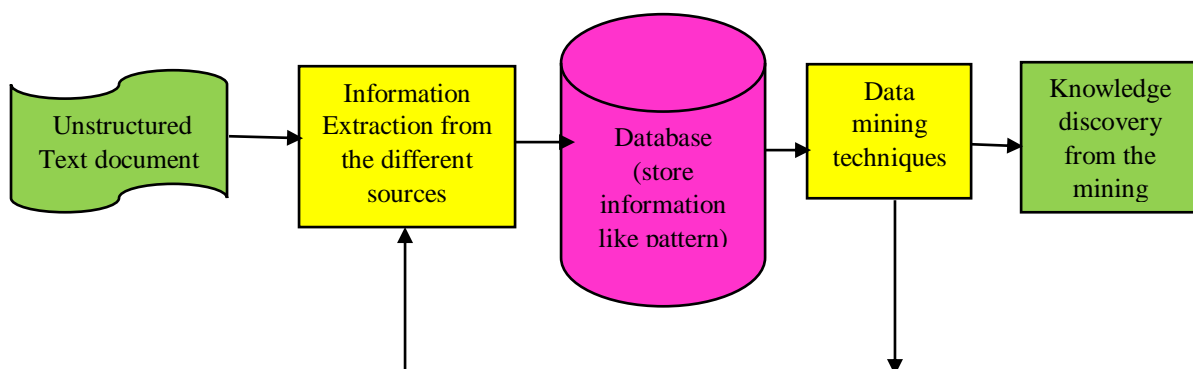 Unstructured
Text document
Information
Extraction from
the different
sources
Database
(store
information
like pattern)
Data
mining
techniques
Knowledge
discovery
from the
mining